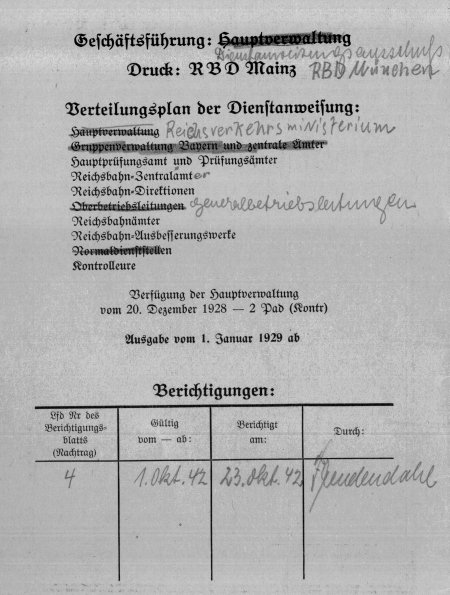 Geschäftsführung: Hauptverwaltung
Dienstanweisungsausschuß
Druck: RBD Mainz RBD München
Verteilungsplan der Dienstanweisung:
Hauptverwaltung Reichsverkehrsministerium
Gruppenverwaltung Bayern und zentrale Ämter
Hauptprüfungsamt und Prüfungsämter
Reichsbahn-Zentralämter
Reichsbahn-Direktionen
Oberbetriebsleitungen Generalbetriebsleitungen
Reichsbahnämter
Reichsbahn-Ausbesserungswerke
Normaldienststellen
Kontrolleure
Verfügung der Hauptverwaltung
vom 20. Dezember 1928 — 2 Pad (Kontr)
Ausgabe vom 1. Januar 1929 ab
Berichtigungen:
Lfd Nr des Berichtigungs-blatts (Nachtrag) Gültig vom — ab: Berichtigt am: Durch:
4 1. Okt. 42 23. Okt. 42